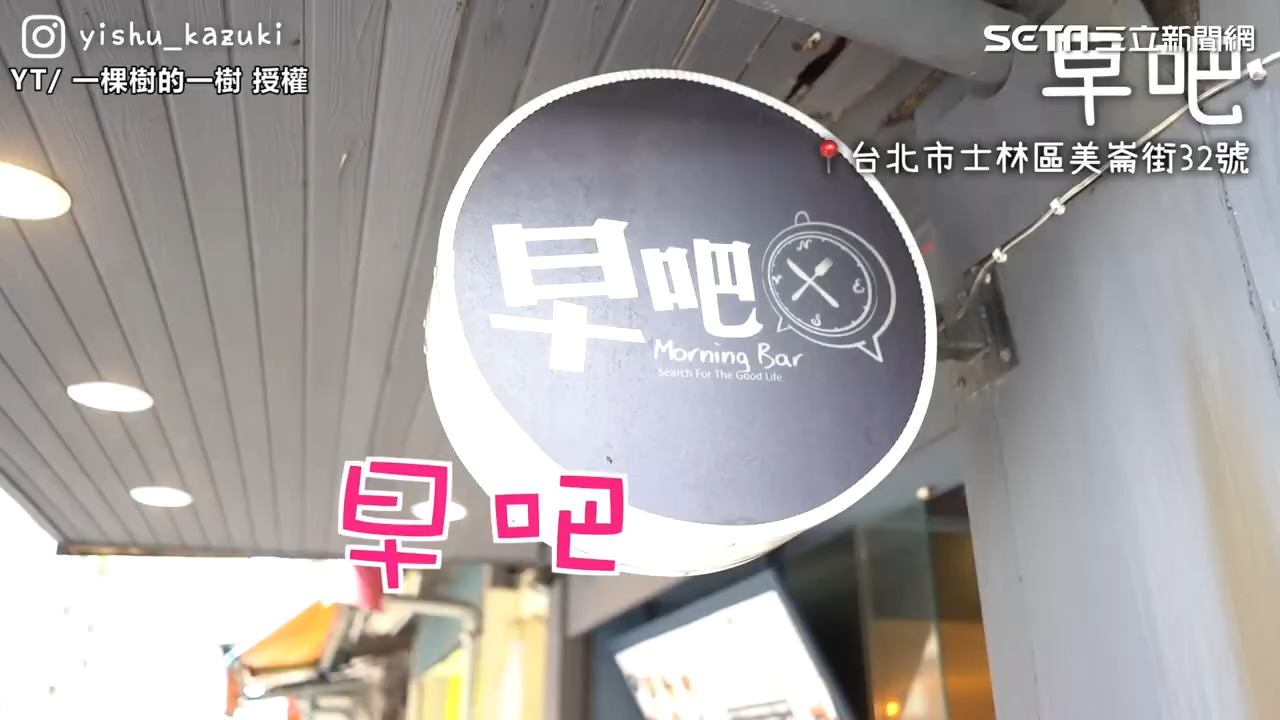 yishu_kazuki
YT/ 一棵樹的一樹 授權
SETN三立新聞網
早吧
台北市士林區美崙街32號
早吧
N
E
S
Morning Bar
Search For The Good Life
早吧